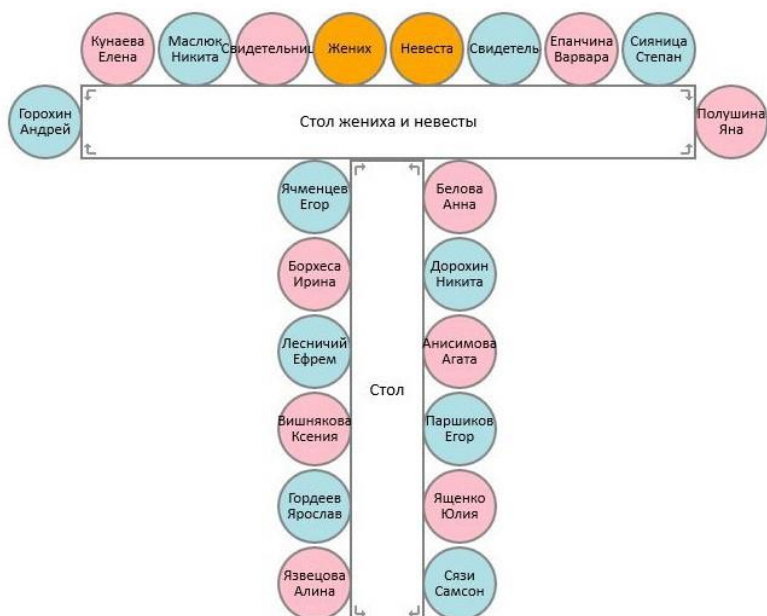 Кунаева
Елена
Маслюк
Никита
Свидетельниц
Жених
Невеста
Свидетель
Епанчина
Варвара
Сияница
Степан
Горохин
Андрей
Стол жениха и невесты
Полушина
Яна
Ячменцев
Егор
Белова
Анна
Борхеса
Ирина
Дорохин
Никита
Лесничий
Ефрем
Анисимова
Агата
Стол
Вишнякова
Ксения
Паршиков
Егор
Гордеев
Ярослав
Ященко
Юлия
Язвецова
Алина
Сязи
Самсон